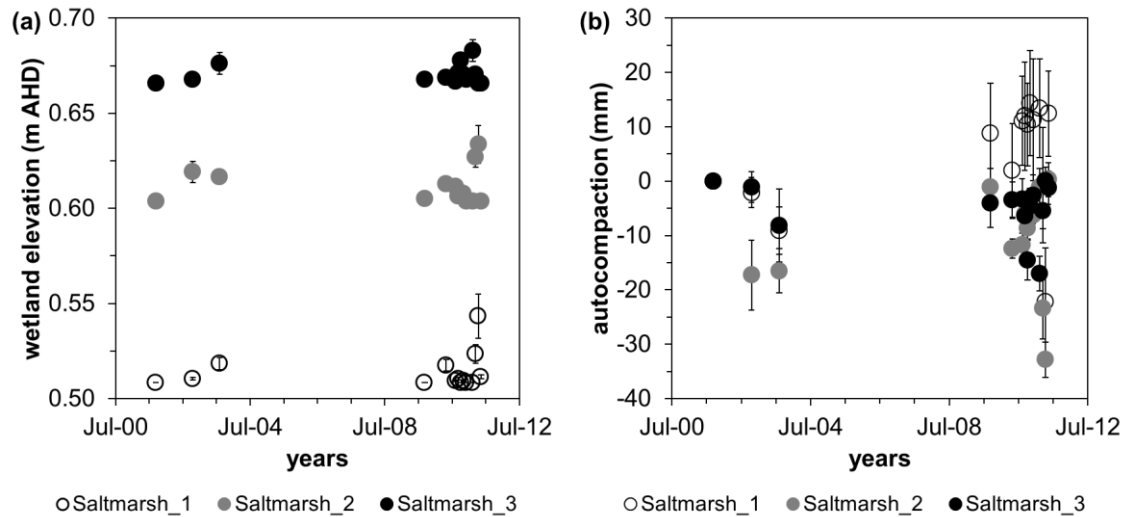 (a)
0.70
0.65
0.60
0.55
0.50
wetland elevation (m AHD)
Jul-00 Jul-04 Jul-08 Jul-12
years
Saltmarsh_1 Saltmarsh_2 Saltmarsh_3
(b)
40
30
20
10
0
-10
-20
-30
-40
autocompaction (mm)
Jul-00 Jul-04 Jul-08 Jul-12
years
Saltmarsh_1 Saltmarsh_2 Saltmarsh_3